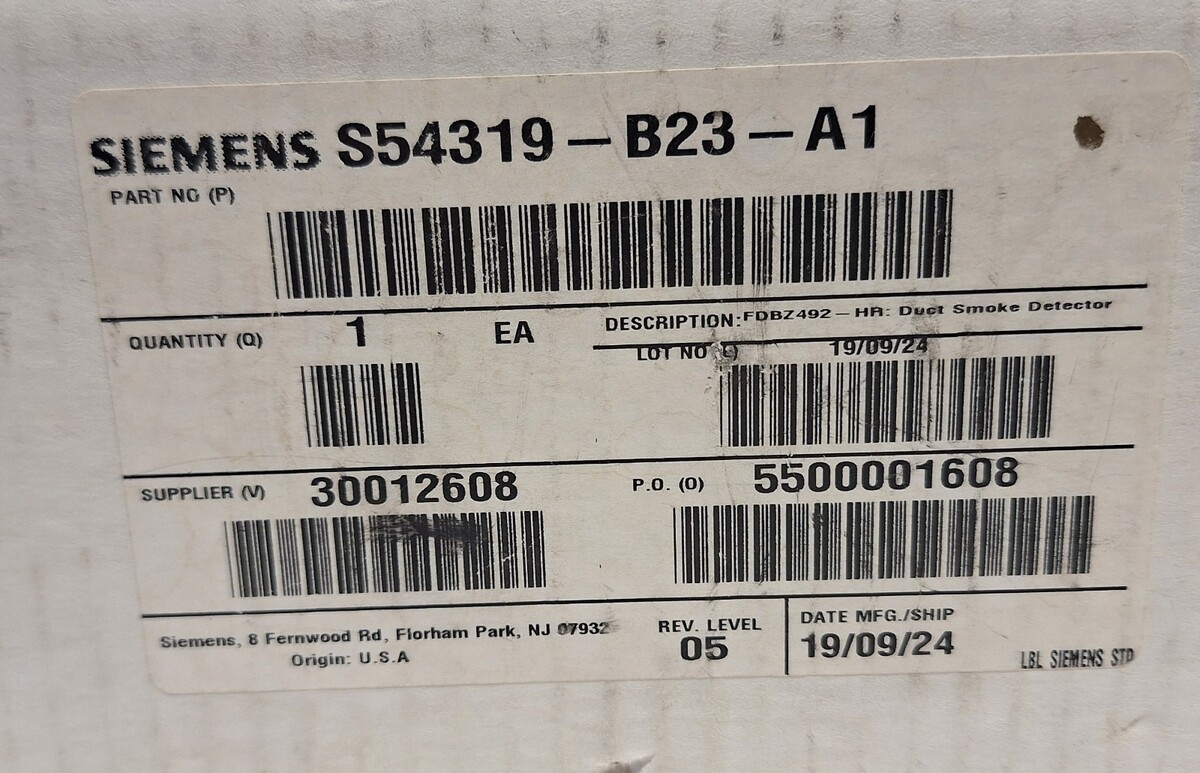 SIEMENS S54319-B23-A1
PART NO (P)
QUANTITY (Q) 1 EA
DESCRIPTION: FDBZ492-HR: Duct Smoke Detector
LOT NO (L) 19/09/24
SUPPLIER (V) 30012608
P.O. (O) 5500001608
Siemens, 8 Fernwood Rd, Florham Park, NJ 07932
Origin: U.S.A
REV. LEVEL
05
DATE MFG./SHIP
19/09/24
LBL SIEMENS STD